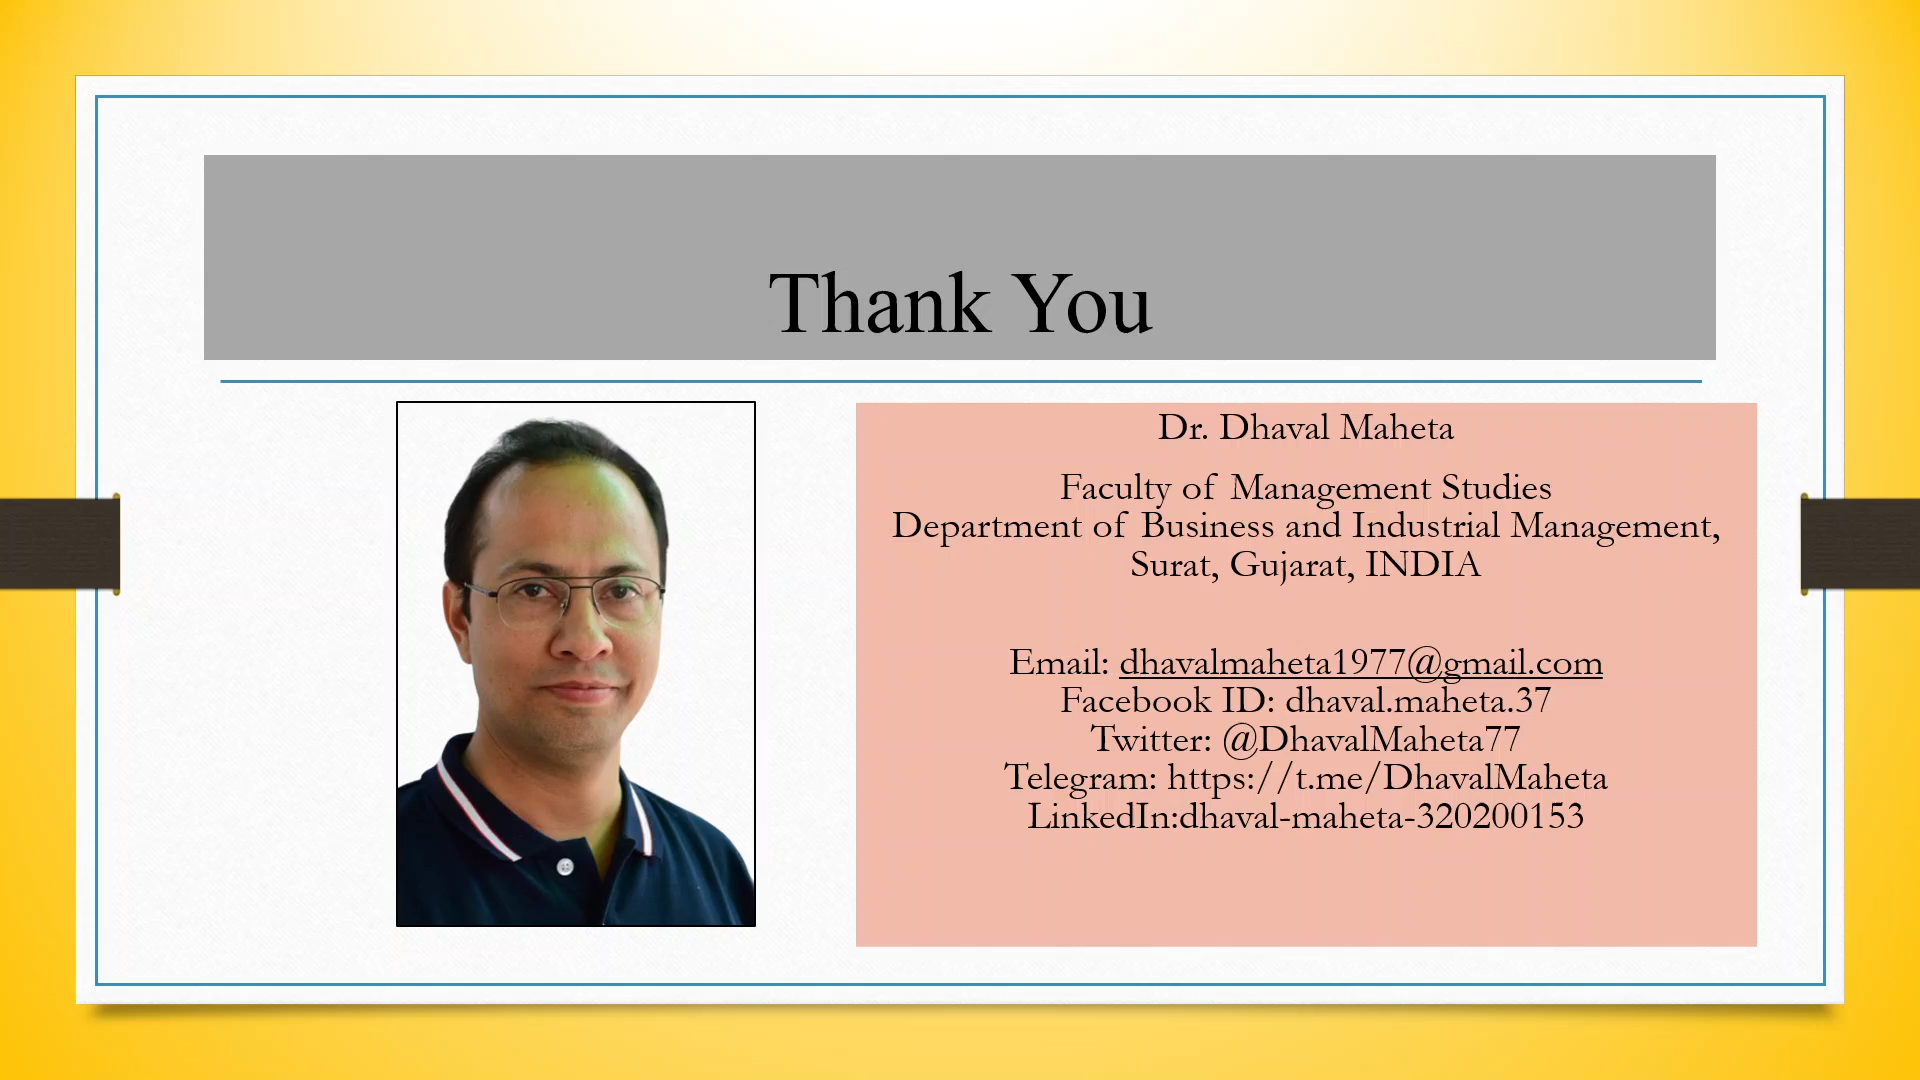 Thank You
Dr. Dhaval Maheta
Faculty of Management Studies
Department of Business and Industrial Management,
Surat, Gujarat, INDIA
Email: dhavalmaheta1977@gmail.com
Facebook ID: dhaval.maheta.37
Twitter: @DhavalMaheta77
Telegram: https://t.me/DhavalMaheta
LinkedIn:dhaval-maheta-320200153